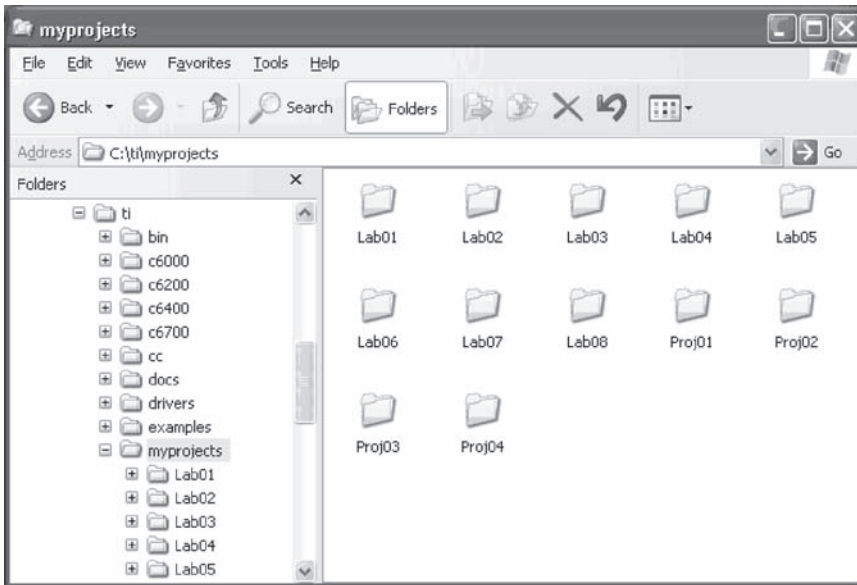 myprojects
File Edit View Favorites Tools Help
Back Search Folders
Address C:\ti\myprojects Go
Folders
ti
bin
c6000
c6200
c6400
c6700
cc
docs
drivers
examples
myprojects
Lab01
Lab02
Lab03
Lab04
Lab05
Lab01 Lab02 Lab03 Lab04 Lab05
Lab06 Lab07 Lab08 Proj01 Proj02
Proj03 Proj04